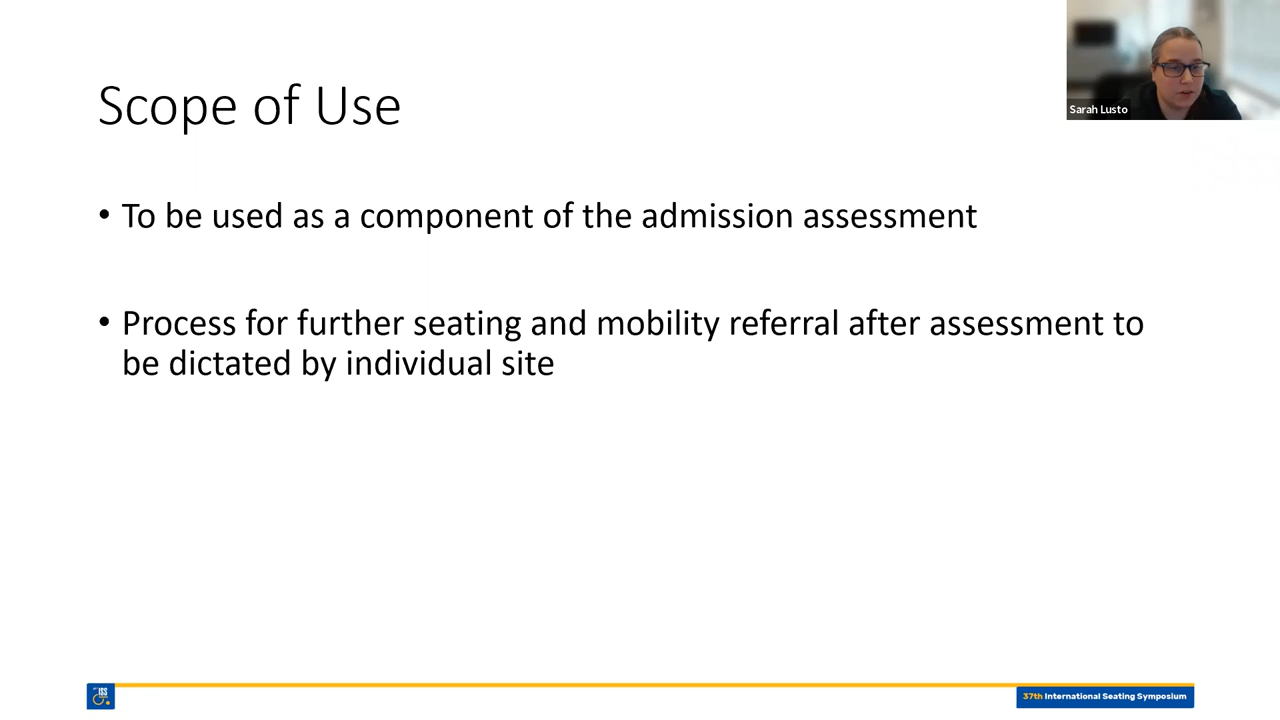 Sarah Lusto
Scope of Use
• To be used as a component of the admission assessment
• Process for further seating and mobility referral after assessment to
be dictated by individual site
ISS
37th International Seating Symposium